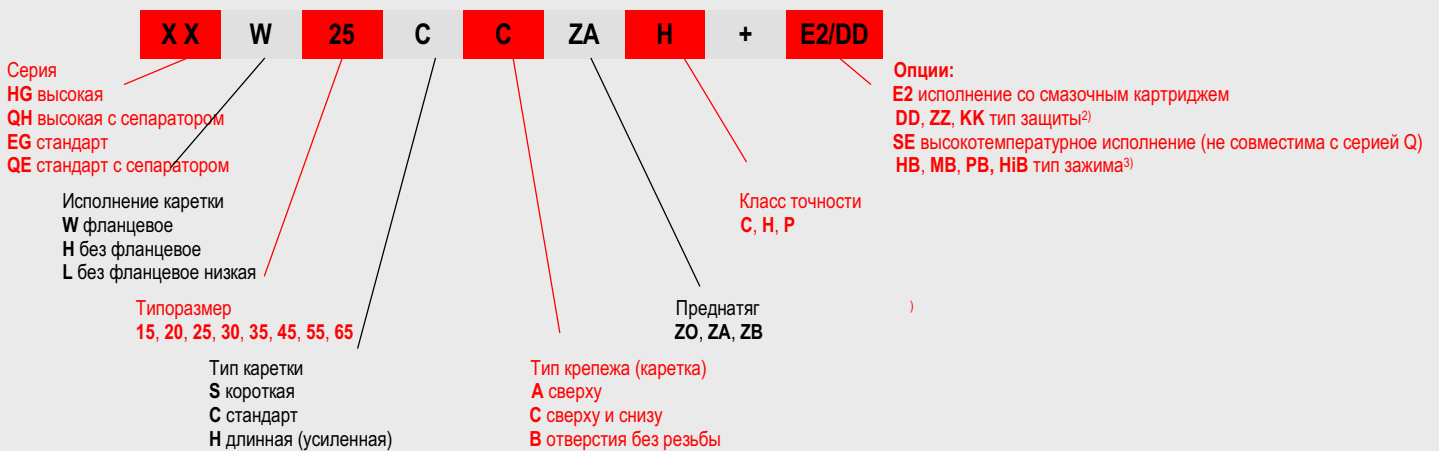 X X W 25 C C ZA H + E2/DD
Серия
HG высокая
QH высокая с сепаратором
EG стандарт
QE стандарт с сепаратором
Исполнение каретки
W фланцевое
H без фланцевое
L без фланцевое низкая
Типоразмер
15, 20, 25, 30, 35, 45, 55, 65
Тип каретки
S короткая
C стандарт
H длинная (усиленная)
Тип крепежа (каретка)
A сверху
C сверху и снизу
B отверстия без резьбы
Преднатяг
ZO, ZA, ZB
Класс точности
C, H, P
Опции:
E2 исполнение со смазочным картриджем
DD, ZZ, KK тип защиты2)
SE высокотемпературное исполнение (не совместима с серией Q)
HB, MB, PB, HiB тип зажима3)
)